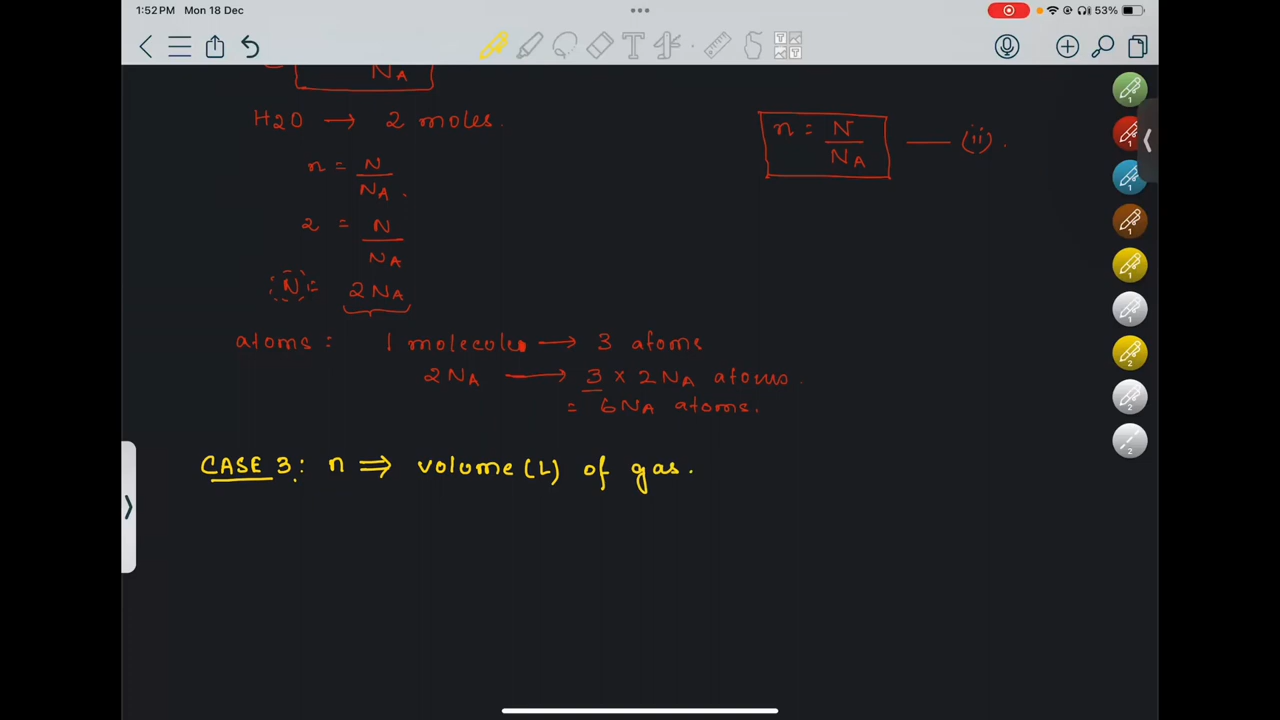 1:52 PM Mon 18 Dec
53%
NA
H2O → 2 moles.
n = N / NA — (ii).
n = N / NA.
2 = N / NA
N = 2NA
atoms : 1 molecule → 3 atoms
2NA → 3 × 2NA atoms.
= 6NA atoms.
CASE 3 : n ⇒ volume (L) of gas.